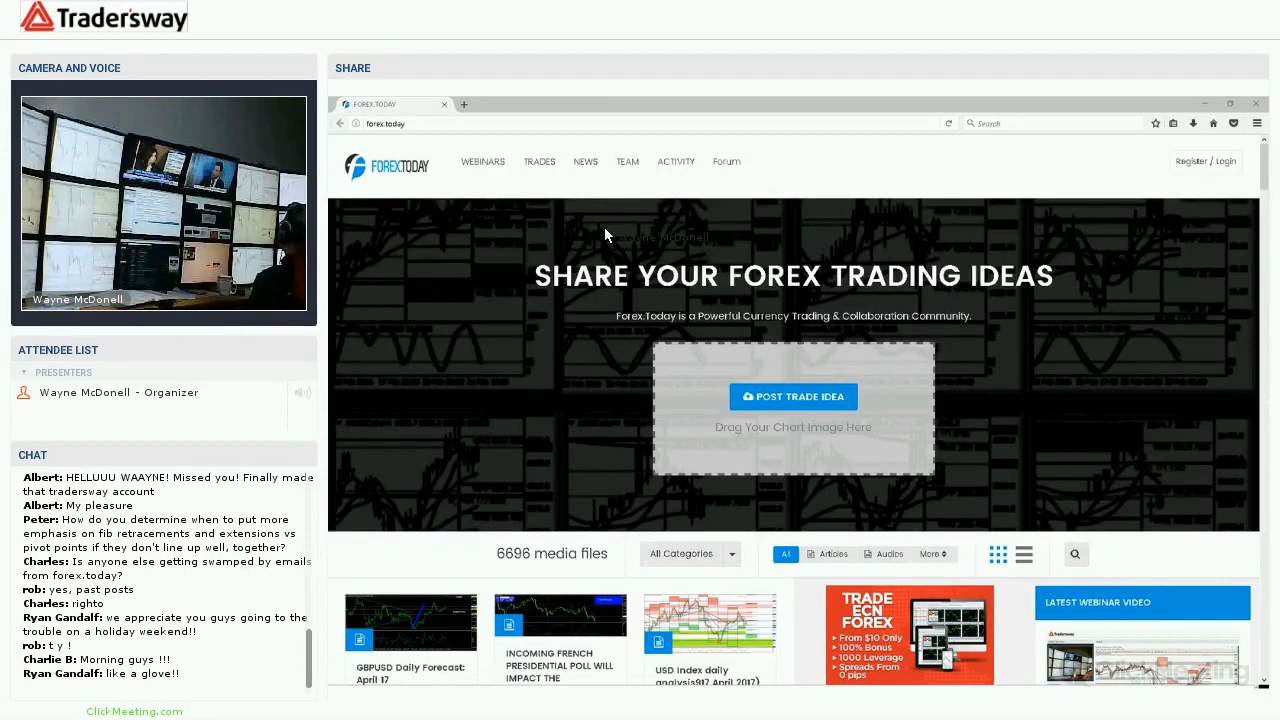 Tradersway
CAMERA AND VOICE
Wayne McDonell
ATTENDEE LIST
PRESENTERS
Wayne McDonell - Organizer
CHAT
Albert: HELLUUU WAAYNE! Missed you! Finally made
that tradersway account
Albert: My pleasure
Peter: How do you determine when to put more
emphasis on fib retracements and extensions vs
pivot points if they don't line up well, together?
Charles: Is anyone else getting swamped by emails
from forex.today?
rob: yes, past posts
Charles: righto
Ryan Gandalf: we appreciate you guys going to the
trouble on a holiday weekend!!
rob: t y !
Charlie B: Morning guys !!!
Ryan Gandalf: like a glove!!
ClickMeeting.com
SHARE
FOREX.TODAY
forex.today
Search
FOREX.TODAY
WEBINARS TRADES NEWS TEAM ACTIVITY Forum
Register / Login
Wayne McDonell
SHARE YOUR FOREX TRADING IDEAS
Forex.Today is a Powerful Currency Trading & Collaboration Community.
POST TRADE IDEA
Drag Your Chart Image Here
6696 media files
All Categories
All Articles Audios More
GBPUSD Daily Forecast:
April 17
INCOMING FRENCH
PRESIDENTIAL POLL WILL
IMPACT THE
USD Index daily
analysis917 April 2017)
TRADE
ECN
FOREX
From $10 Only
100% Bonus
1000 Leverage
Spreads From
0 pips
LATEST WEBINAR VIDEO
Tradersway